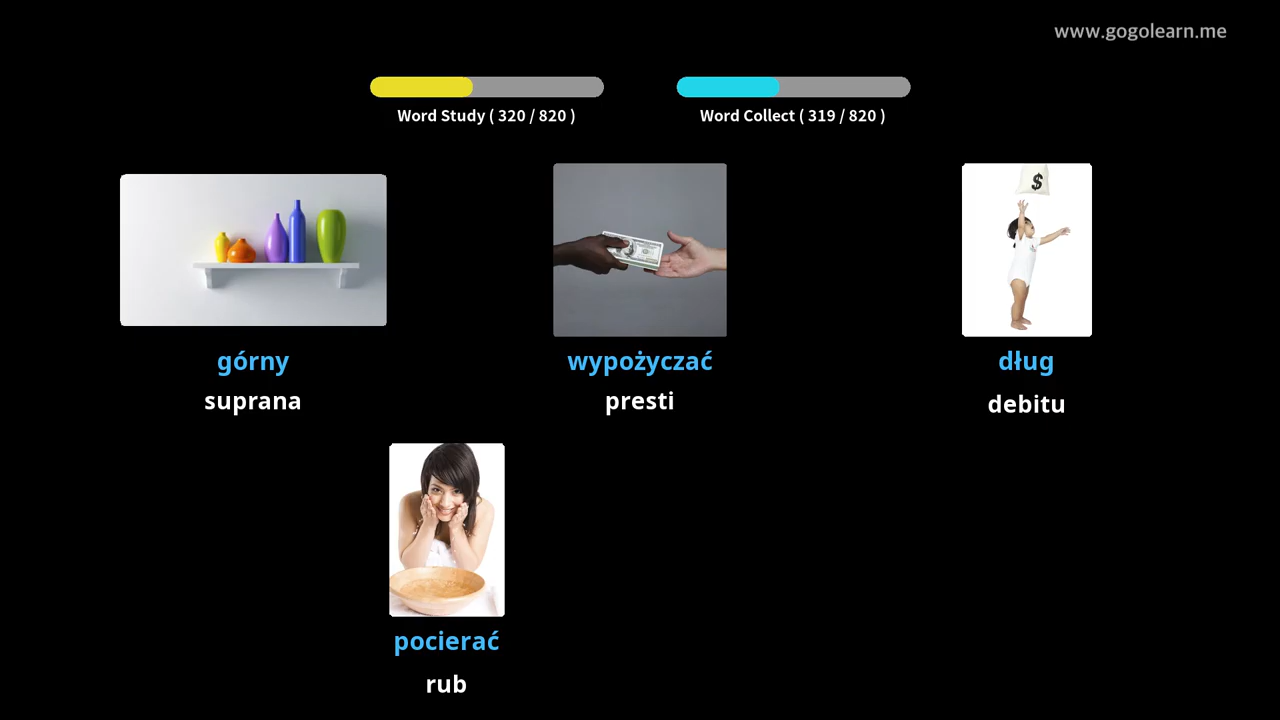 www.gogolearn.me
Word Study ( 320 / 820 )
Word Collect ( 319 / 820 )
$
górny
suprana
wypożyczać
presti
dług
debitu
pocierać
rub